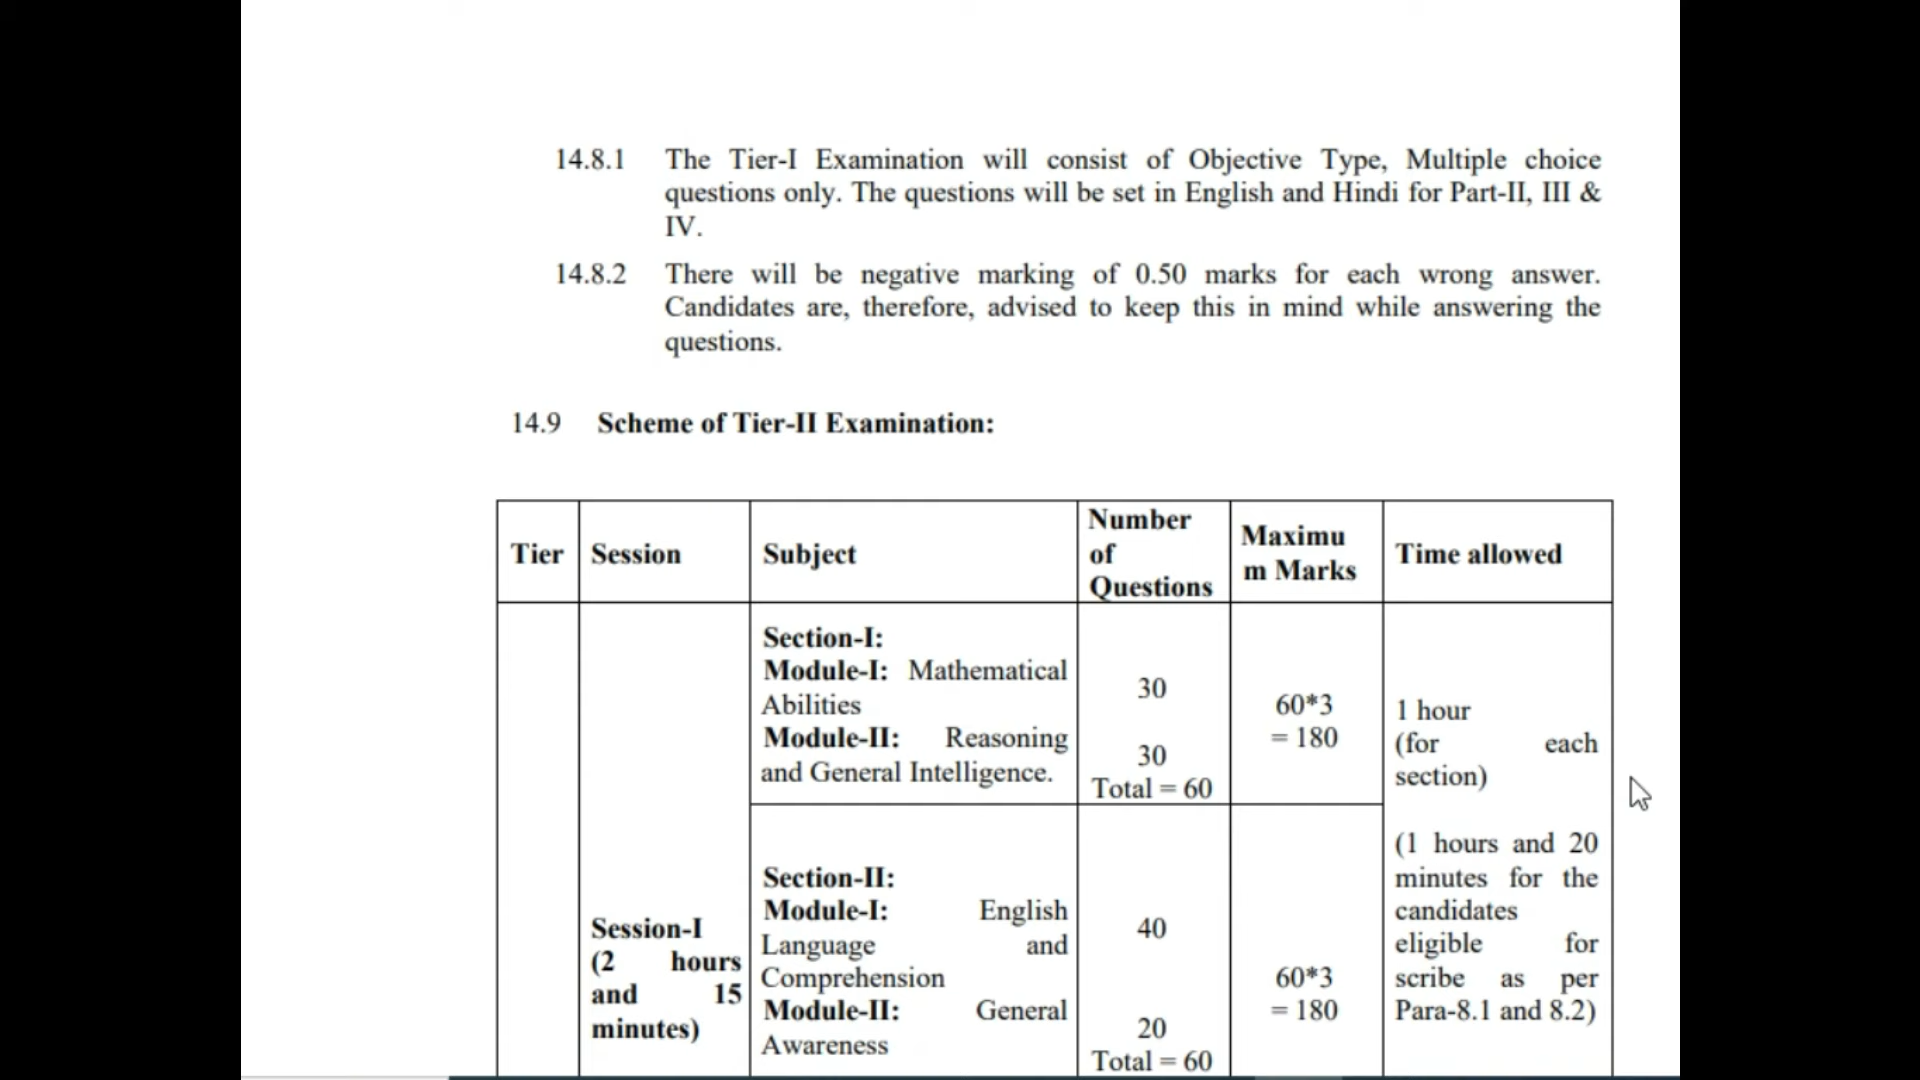 14.8.1 The Tier-I Examination will consist of Objective Type, Multiple choice
questions only. The questions will be set in English and Hindi for Part-II, III &
IV.
14.8.2 There will be negative marking of 0.50 marks for each wrong answer.
Candidates are, therefore, advised to keep this in mind while answering the
questions.
14.9 Scheme of Tier-II Examination:
Tier
Session
Subject
Number
of
Questions
Maximu
m Marks
Time allowed
Session-I
(2 hours
and 15
minutes)
Section-I:
Module-I: Mathematical
Abilities
Module-II: Reasoning
and General Intelligence.
30
30
Total = 60
60*3
= 180
1 hour
(for each
section)
(1 hours and 20
minutes for the
candidates
eligible for
scribe as per
Para-8.1 and 8.2)
Section-II:
Module-I: English
Language and
Comprehension
Module-II: General
Awareness
40
20
Total = 60
60*3
= 180